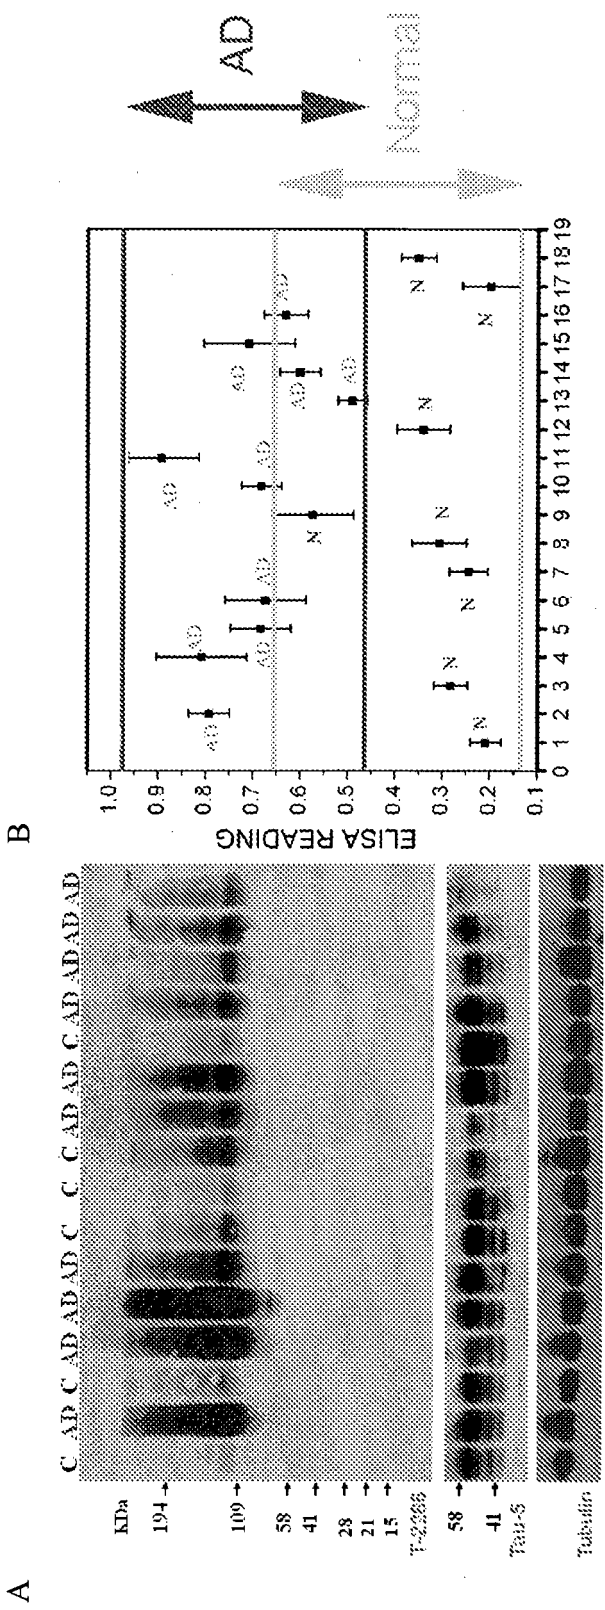 A
C AD C AD AD AD C C C AD AD C AD AD AD AD
KDa
194→
109→
58→
41→
28→
21→
15→
58→
41→
Tau-5
Tubulin
B
ELISA READING
1.0
0.9
0.8
0.7
0.6
0.5
0.4
0.3
0.2
0.1
0 1 2 3 4 5 6 7 8 9 10 11 12 13 14 15 16 17 18 19
N
AD
N
AD
AD
AD
N
N
N
AD
AD
N
AD
AD
AD
AD
N
N
AD
Normal